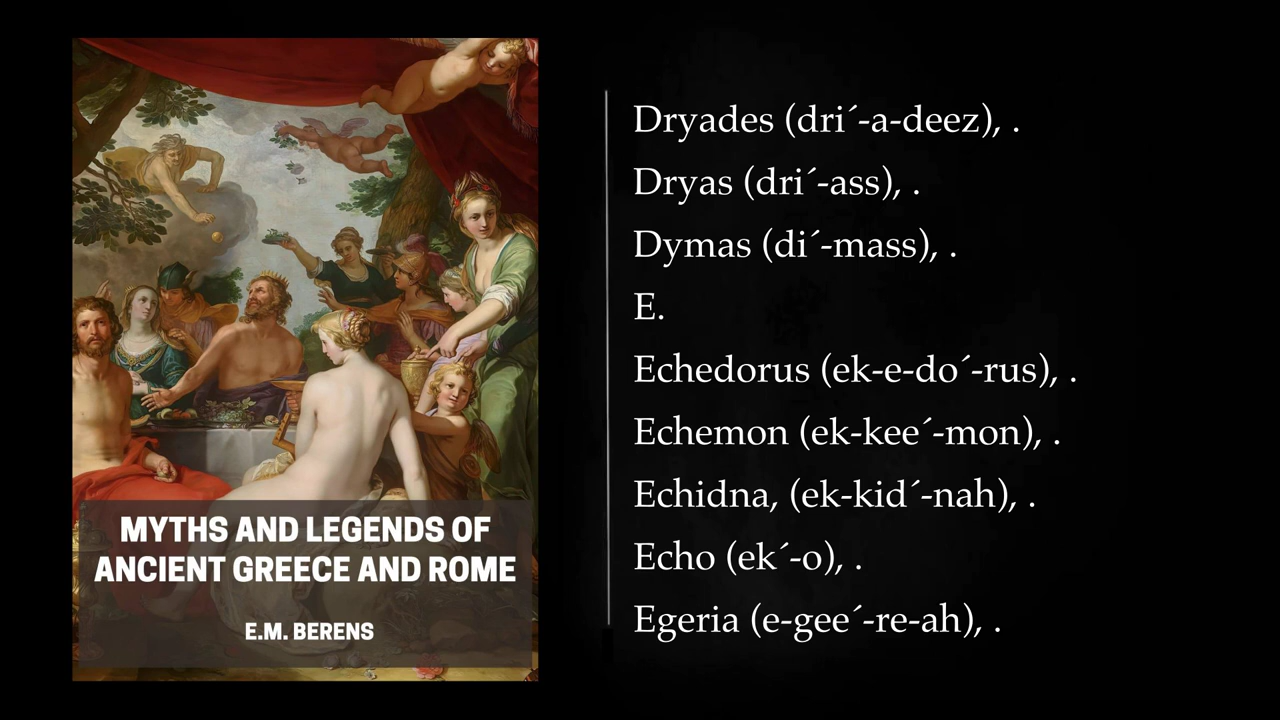 MYTHS AND LEGENDS OF
ANCIENT GREECE AND ROME
E.M. BERENS
Dryades (dri´-a-deez), .
Dryas (dri´-ass), .
Dymas (di´-mass), .
E.
Echedorus (ek-e-do´-rus), .
Echemon (ek-kee´-mon), .
Echidna, (ek-kid´-nah), .
Echo (ek´-o), .
Egeria (e-gee´-re-ah), .